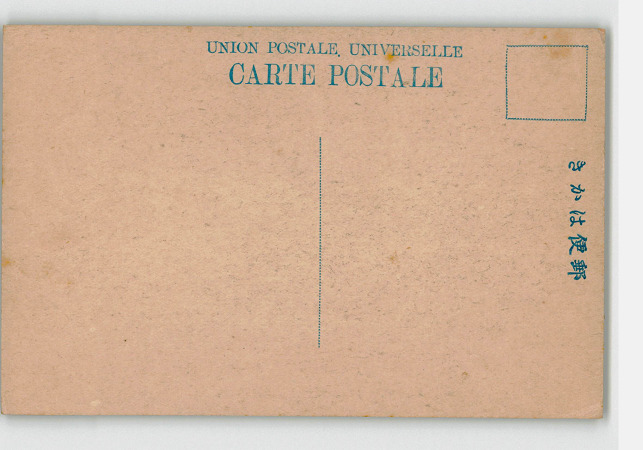 UNION POSTALE, UNIVERSELLE
CARTE POSTALE
きかは便郵